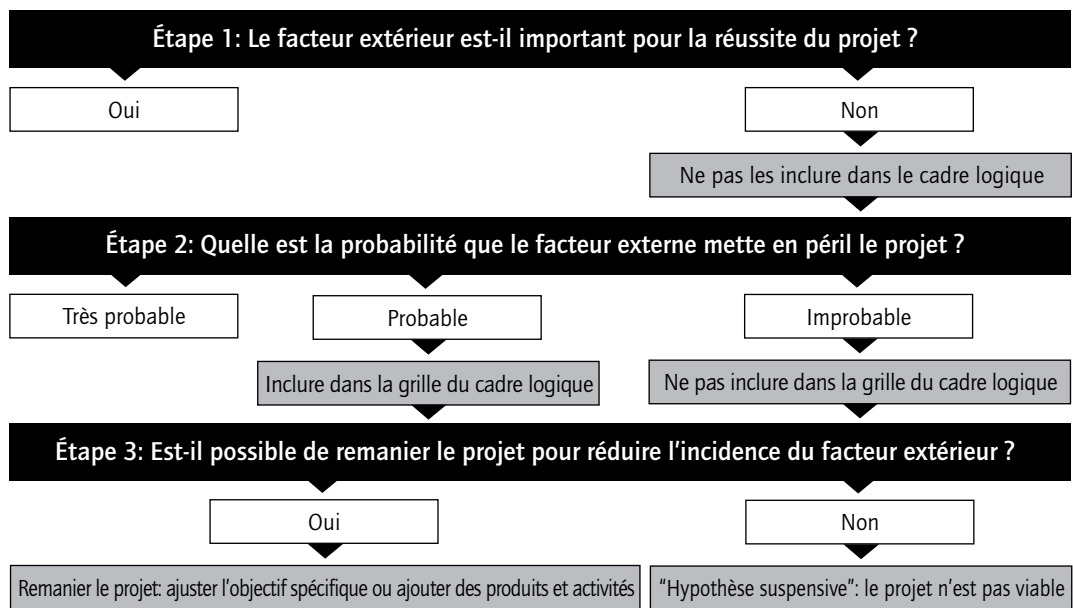 Étape 1: Le facteur extérieur est-il important pour la réussite du projet ?
Oui
Non
Ne pas les inclure dans le cadre logique
Étape 2: Quelle est la probabilité que le facteur externe mette en péril le projet ?
Très probable
Probable
Improbable
Inclure dans la grille du cadre logique
Ne pas inclure dans la grille du cadre logique
Étape 3: Est-il possible de remanier le projet pour réduire l'incidence du facteur extérieur ?
Oui
Non
Remanier le projet: ajuster l'objectif spécifique ou ajouter des produits et activités
"Hypothèse suspensive": le projet n'est pas viable